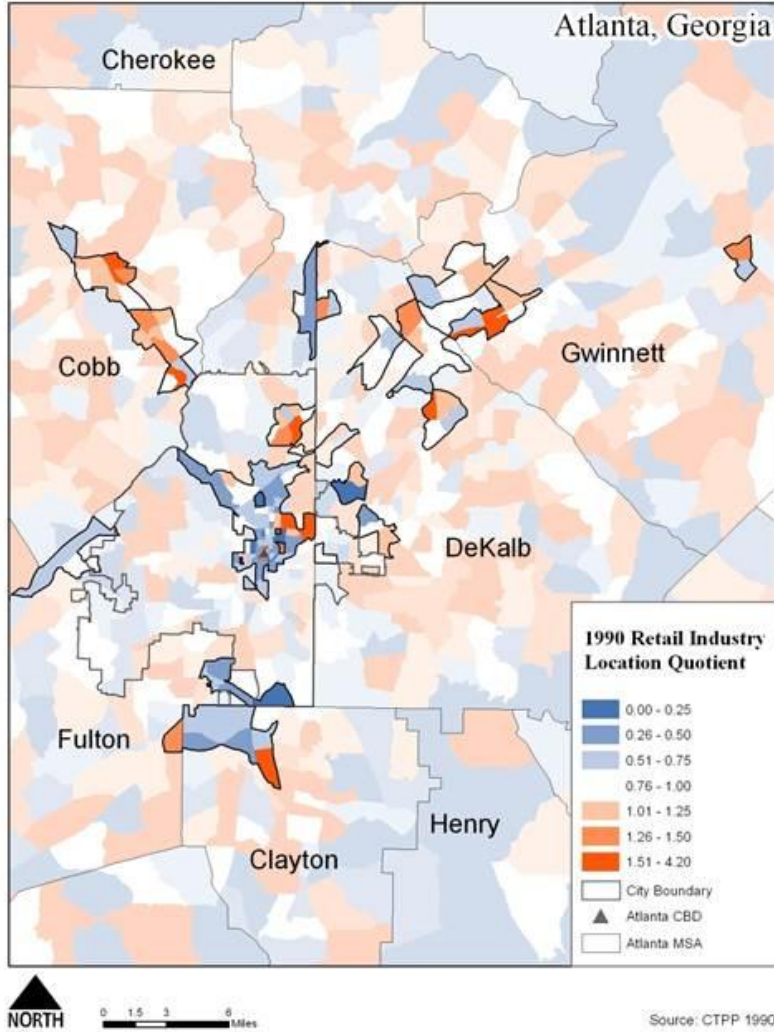 Atlanta, Georgia
Cherokee
Cobb
Gwinnett
DeKalb
Fulton
Henry
Clayton
1990 Retail Industry
Location Quotient
0.00 - 0.25
0.26 - 0.50
0.51 - 0.75
0.76 - 1.00
1.01 - 1.25
1.26 - 1.50
1.51 - 4.20
City Boundary
Atlanta CBD
Atlanta MSA
NORTH
0 1.5 3 6
Miles
Source: CTPP 1990